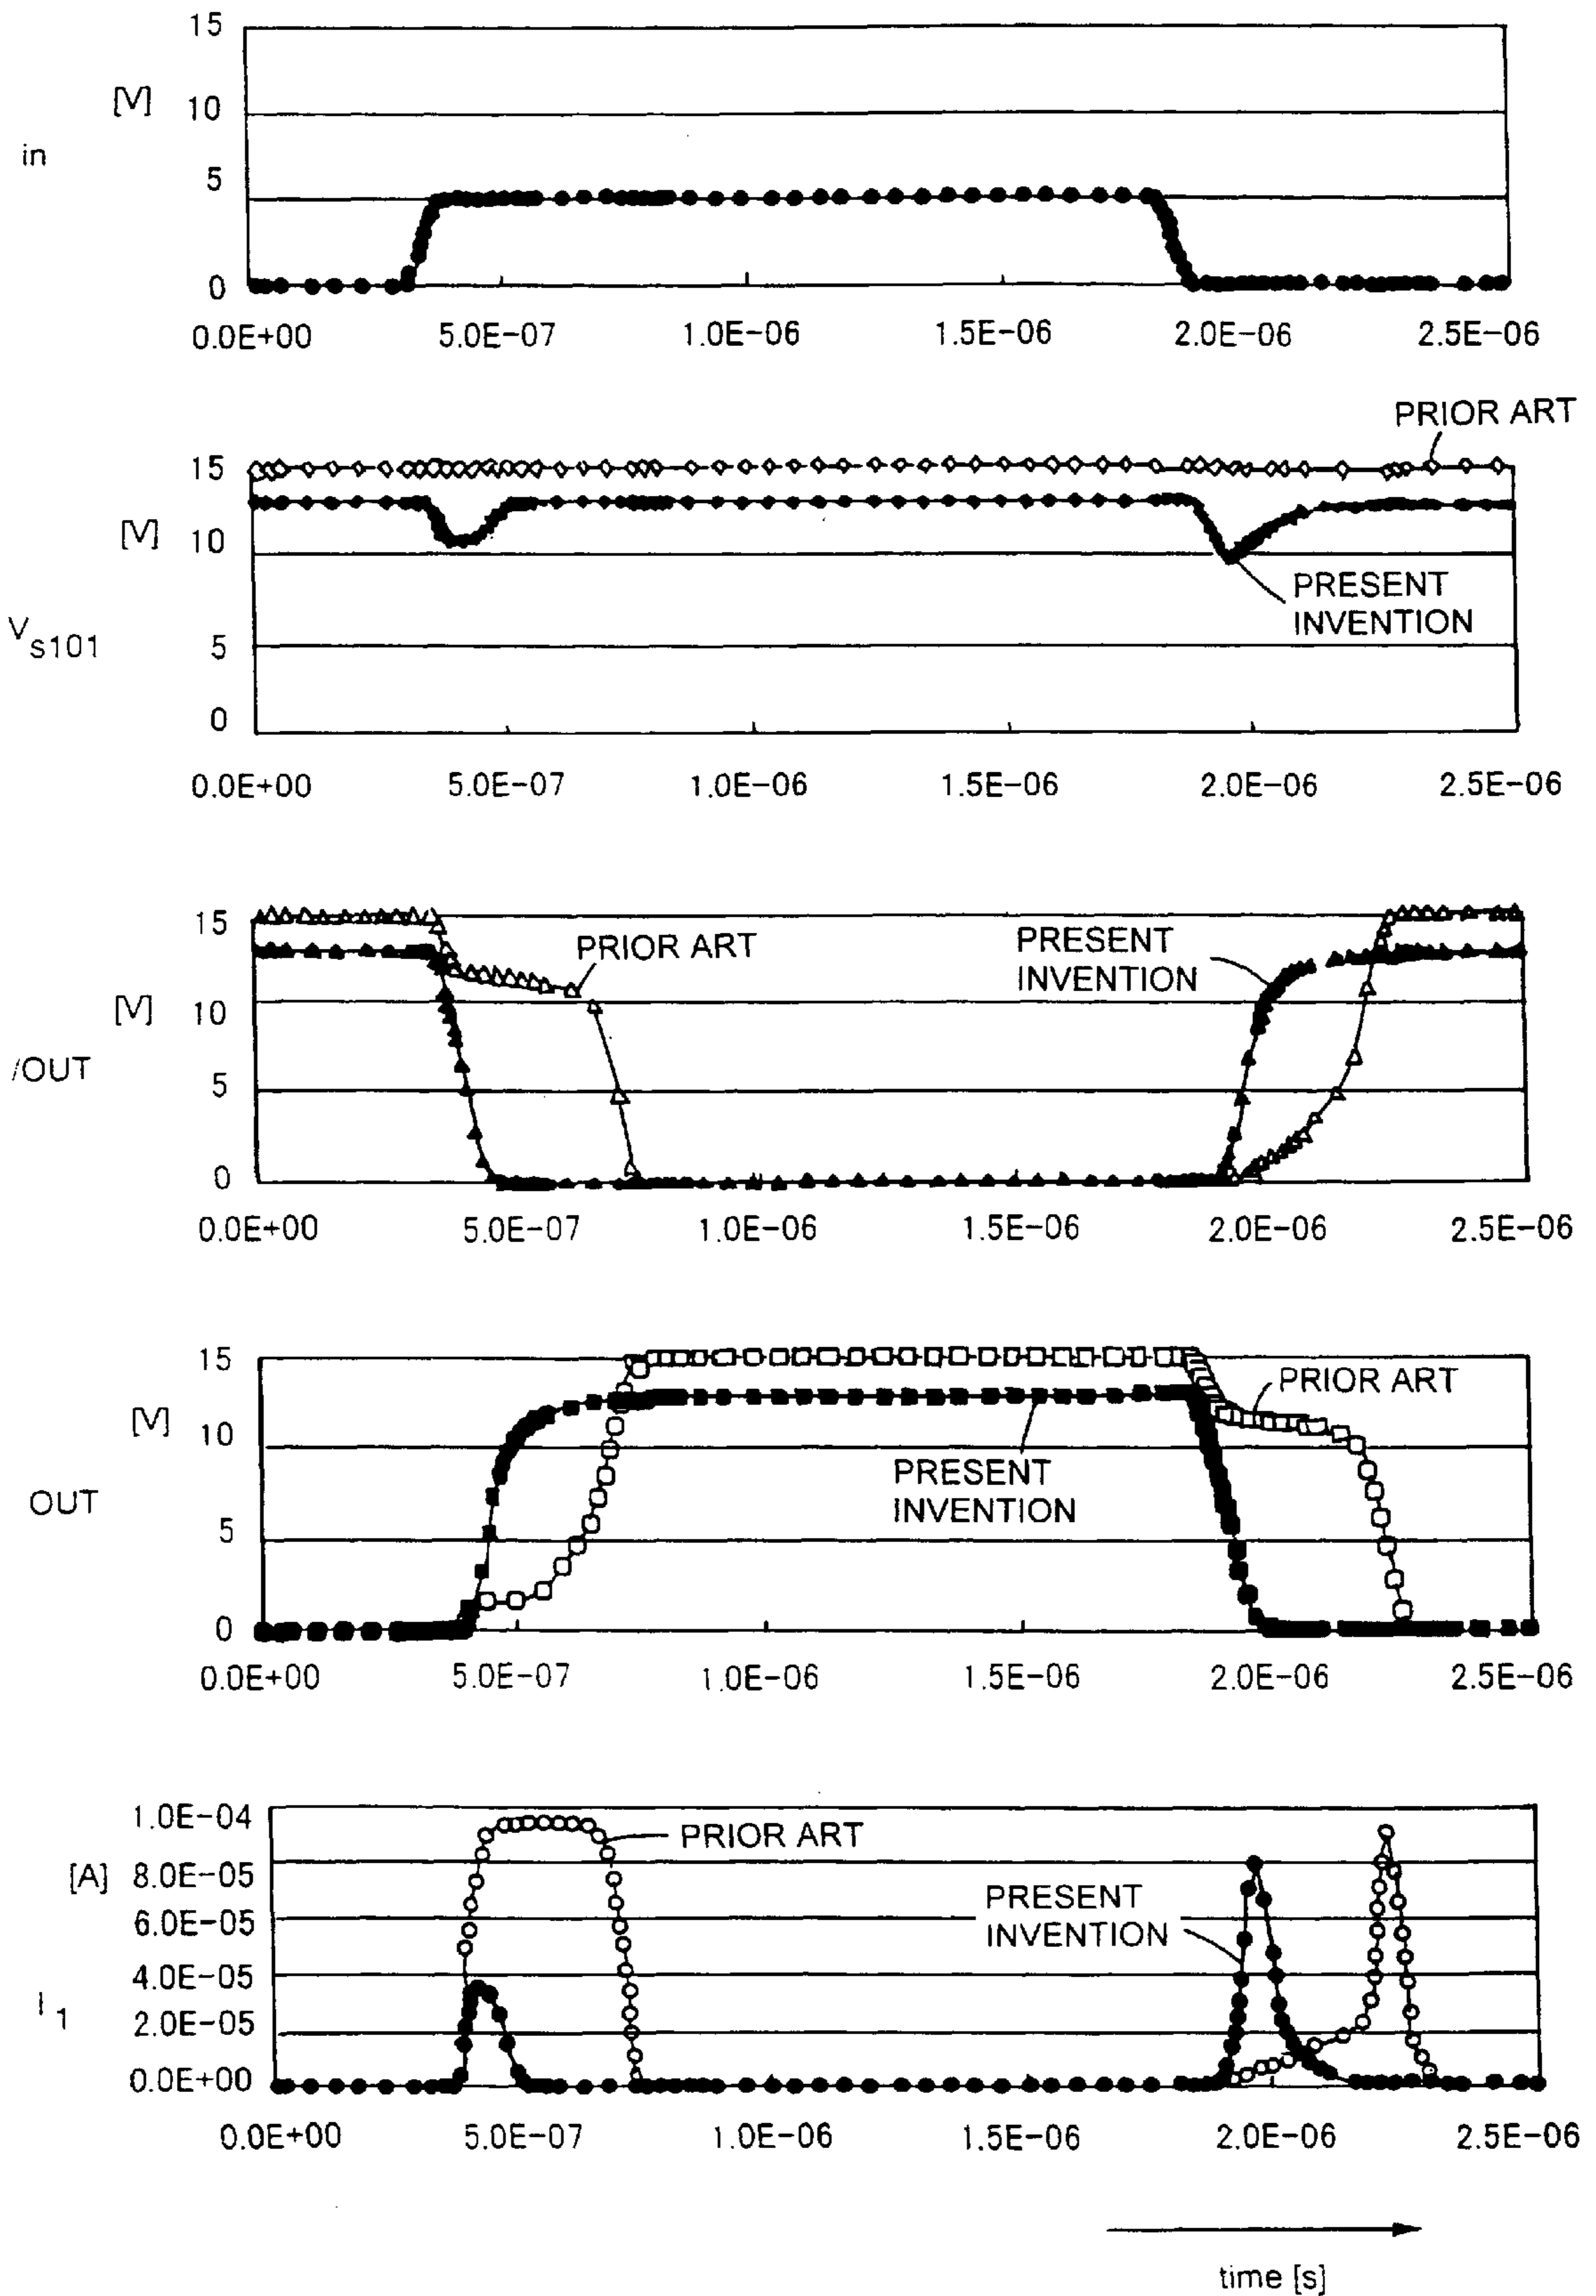 15
[V]
10
in
5
0
0.0E+00 5.0E-07 1.0E-06 1.5E-06 2.0E-06 2.5E-06
PRIOR ART
15
[V]
10
PRESENT
INVENTION
Vs101
5
0
0.0E+00 5.0E-07 1.0E-06 1.5E-06 2.0E-06 2.5E-06
15
PRIOR ART
PRESENT
INVENTION
[V]
10
/OUT
5
0
0.0E+00 5.0E-07 1.0E-06 1.5E-06 2.0E-06 2.5E-06
15
PRIOR ART
[V]
10
PRESENT
INVENTION
OUT
5
0
0.0E+00 5.0E-07 1.0E-06 1.5E-06 2.0E-06 2.5E-06
1.0E-04
PRIOR ART
[A]
8.0E-05
PRESENT
INVENTION
6.0E-05
4.0E-05
I1
2.0E-05
0.0E+00
0.0E+00 5.0E-07 1.0E-06 1.5E-06 2.0E-06 2.5E-06
time [s]